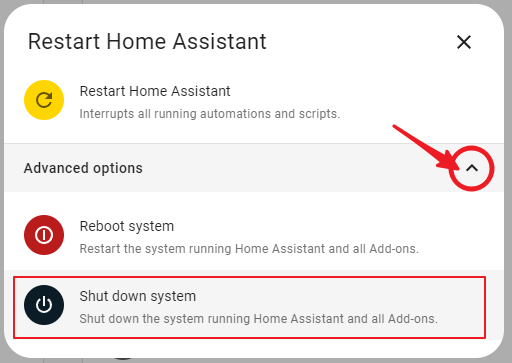 Restart Home Assistant
Restart Home Assistant
Interrupts all running automations and scripts.
Advanced options
Reboot system
Restart the system running Home Assistant and all Add-ons.
Shut down system
Shut down the system running Home Assistant and all Add-ons.